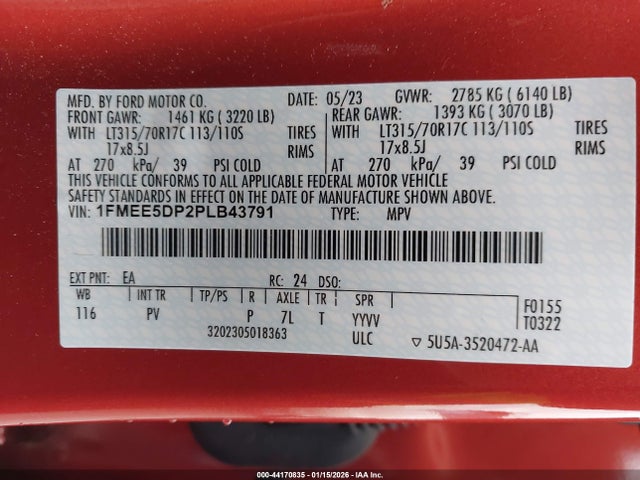 MFD. BY FORD MOTOR CO.
DATE: 05/23 GVWR: 2785 KG ( 6140 LB)
FRONT GAWR: 1461 KG ( 3220 LB) REAR GAWR: 1393 KG ( 3070 LB)
WITH LT315/70R17C 113/110S TIRES LT315/70R17C 113/110S TIRES
17x8.5J RIMS 17x8.5J RIMS
AT 270 kPa/ 39 PSI COLD AT 270 kPa/ 39 PSI COLD
THIS VEHICLE CONFORMS TO ALL APPLICABLE FEDERAL MOTOR VEHICLE
SAFETY STANDARDS IN EFFECT ON THE DATE OF MANUFACTURE SHOWN ABOVE.
VIN: 1FMEE5DP2PLB43791 TYPE: MPV
EXT PNT: EA RC: 24 DSO:
WB INT TR TP/PS R AXLE TR SPR
116 PV P 7L T YYVV
F0155
T0322
3202305018363 ULC ▽ 5U5A-3520472-AA
000-44170835 - 01/15/2026 - IAA Inc.